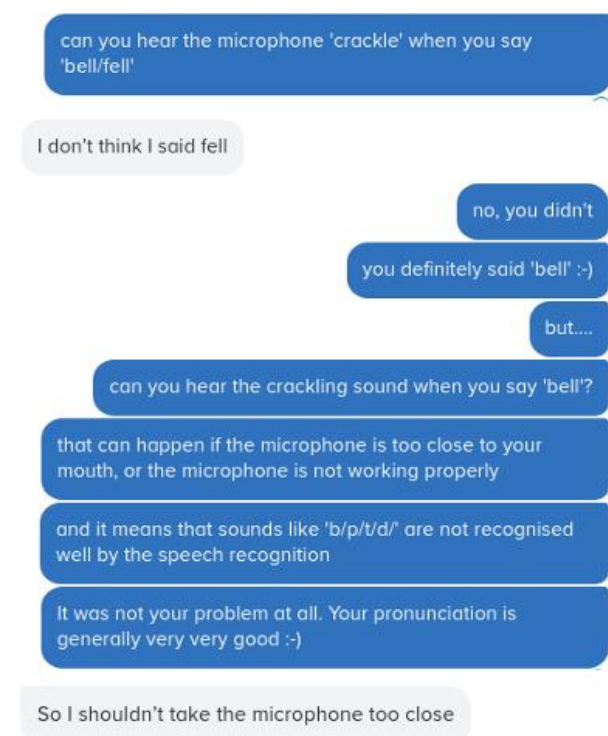 can you hear the microphone 'crackle' when you say
'bell/fell'
I don't think I said fell
no, you didn't
you definitely said 'bell' :-)
but....
can you hear the crackling sound when you say 'bell'?
that can happen if the microphone is too close to your
mouth, or the microphone is not working properly
and it means that sounds like 'b/p/t/d/' are not recognised
well by the speech recognition
It was not your problem at all. Your pronunciation is
generally very very good :-)
So I shouldn't take the microphone too close